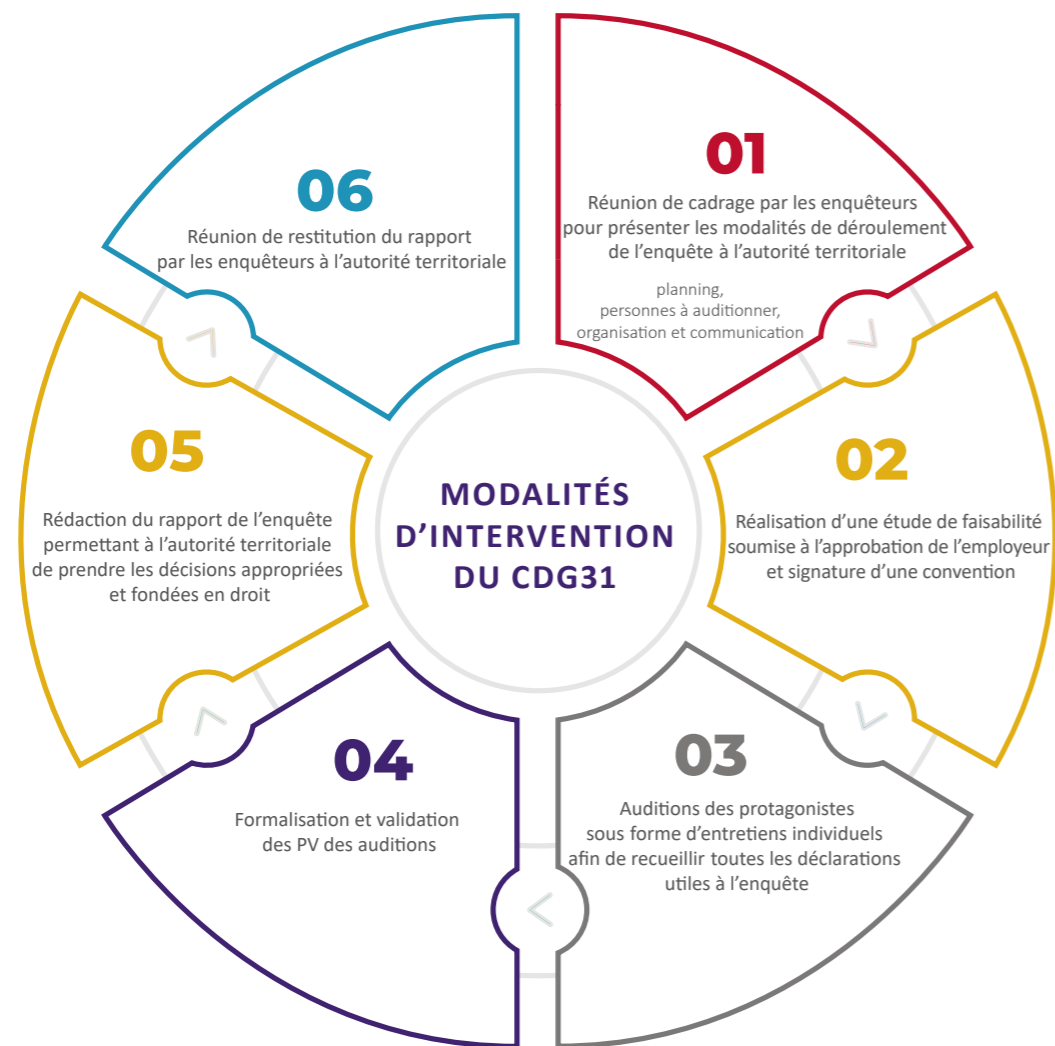 MODALITÉS
D'INTERVENTION
DU CDG31
01
Réunion de cadrage par les enquêteurs
pour présenter les modalités de déroulement
de l'enquête à l'autorité territoriale
planning,
personnes à auditionner,
organisation et communication
02
Réalisation d'une étude de faisabilité
soumise à l'approbation de l'employeur
et signature d'une convention
03
Auditions des protagonistes
sous forme d'entretiens individuels
afin de recueillir toutes les déclarations
utiles à l'enquête
04
Formalisation et validation
des PV des auditions
05
Rédaction du rapport de l'enquête
permettant à l'autorité territoriale
de prendre les décisions appropriées
et fondées en droit
06
Réunion de restitution du rapport
par les enquêteurs à l'autorité territoriale